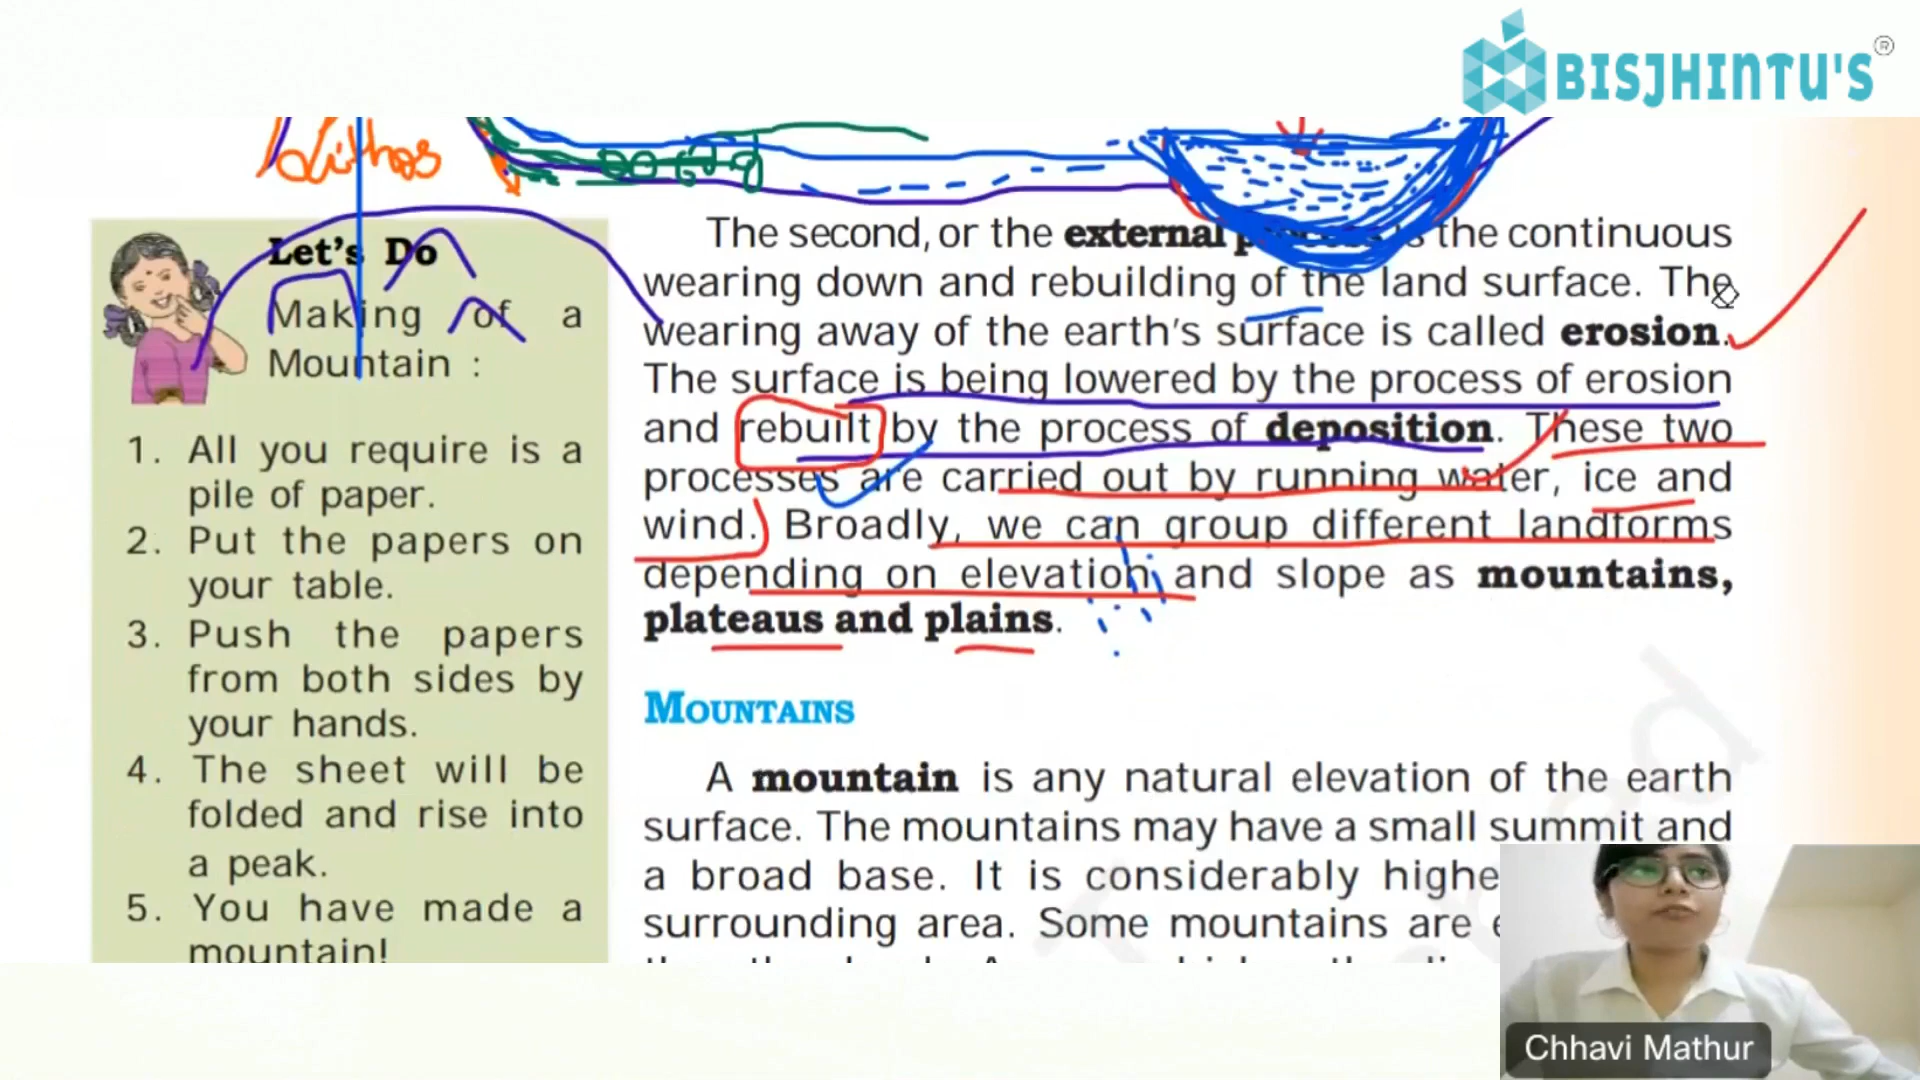 BISJHINTU'S®
Lithos
Let's Do
Making of a
Mountain :
1. All you require is a
pile of paper.
2. Put the papers on
your table.
3. Push the papers
from both sides by
your hands.
4. The sheet will be
folded and rise into
a peak.
5. You have made a
mountain!
The second, or the external process is the continuous
wearing down and rebuilding of the land surface. The
wearing away of the earth's surface is called erosion.
The surface is being lowered by the process of erosion
and rebuilt by the process of deposition. These two
processes are carried out by running water, ice and
wind. Broadly, we can group different landforms
depending on elevation and slope as mountains,
plateaus and plains.
MOUNTAINS
A mountain is any natural elevation of the earth
surface. The mountains may have a small summit and
a broad base. It is considerably highe
surrounding area. Some mountains are e
Chhavi Mathur